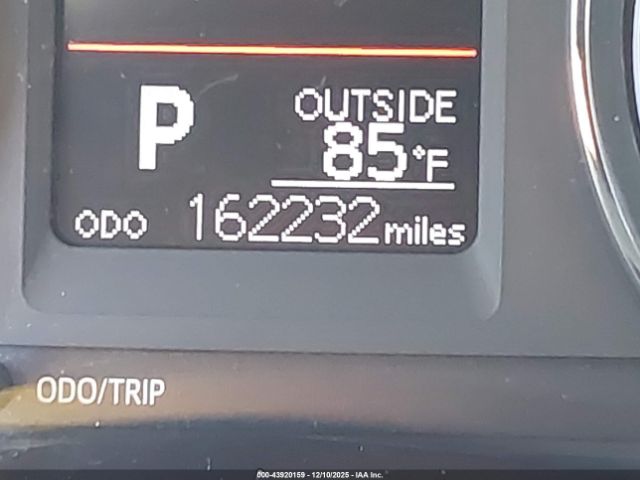 P
OUTSIDE
85°F
ODO 162232 miles
ODO/TRIP
000-43920159 - 12/10/2025 - IAA Inc.